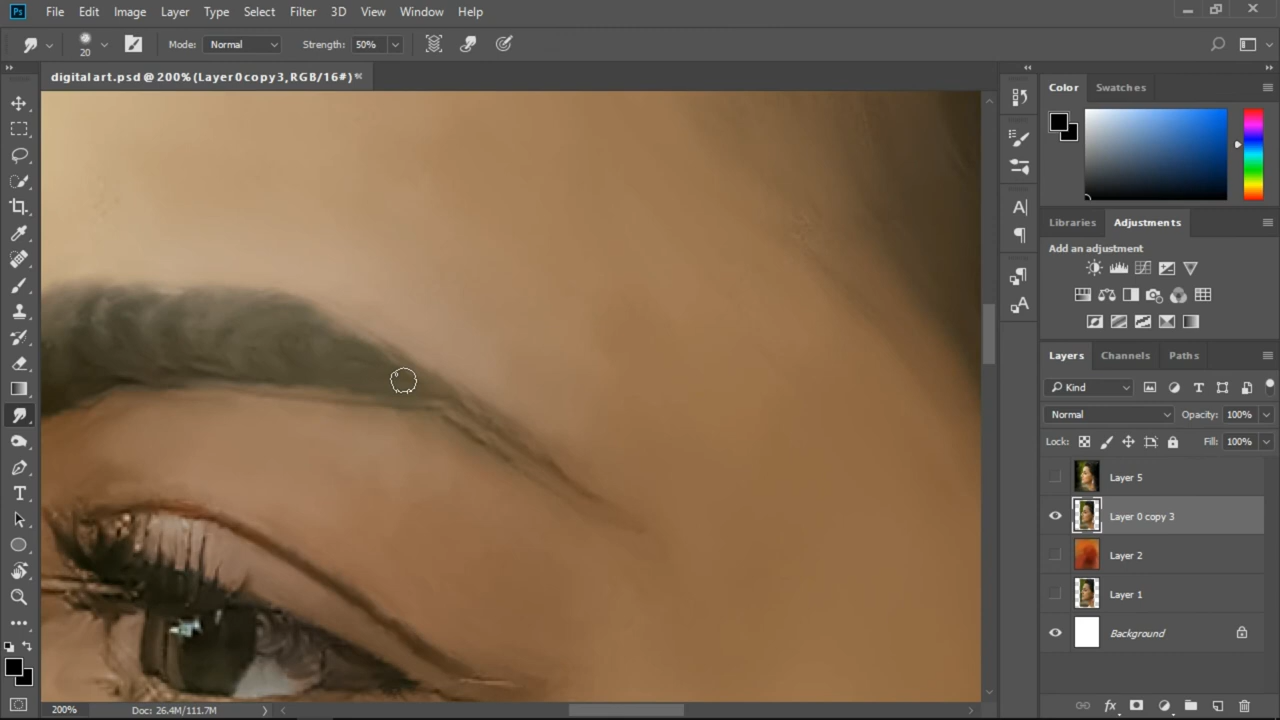 Ps File Edit Image Layer Type Select Filter 3D View Window Help
20 Mode: Normal Strength: 50%
digital art.psd @ 200% (Layer 0 copy 3, RGB/16#) *
Color Swatches
Libraries Adjustments
Add an adjustment
Layers Channels Paths
Kind
Normal Opacity: 100%
Lock: Fill: 100%
Layer 5
Layer 0 copy 3
Layer 2
Layer 1
Background
200% Doc: 26.4M/111.7M